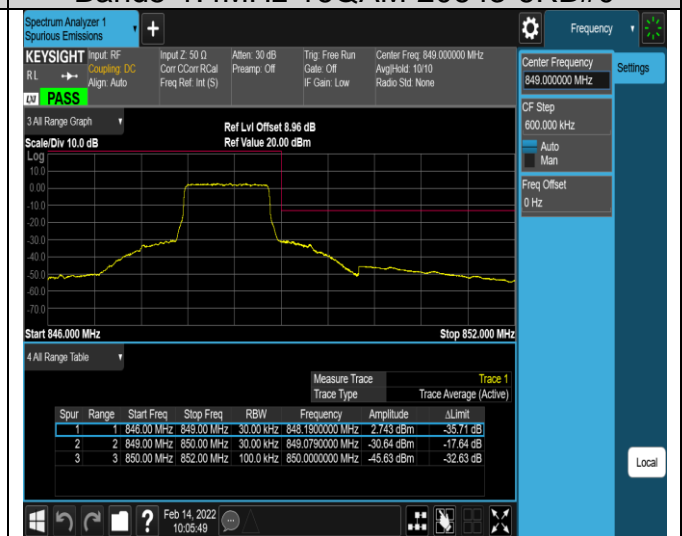 Spectrum Analyzer 1
Spurious Emissions
+
Frequency
KEYSIGHT
RL
LXI PASS
Input: RF
Coupling: DC
Align: Auto
Input Z: 50 Ω
Corr CCorr RCal
Freq Ref: Int (S)
Atten: 30 dB
Preamp: Off
Trig: Free Run
Gate: Off
IF Gain: Low
Center Freq: 849.000000 MHz
Avg|Hold: 10/10
Radio Std: None
Center Frequency
849.000000 MHz
Settings
CF Step
600.000 kHz
Auto
Man
Freq Offset
0 Hz
3 All Range Graph
Scale/Div 10.0 dB
Ref Lvl Offset 8.96 dB
Ref Value 20.00 dBm
Log
10.0
0.00
-10.0
-20.0
-30.0
-40.0
-50.0
-60.0
-70.0
Start 846.000 MHz
Stop 852.000 MHz
4 All Range Table
Measure Trace Trace 1
Trace Type Trace Average (Active)
Spur Range Start Freq Stop Freq RBW Frequency Amplitude ΔLimit
1 1 846.00 MHz 849.00 MHz 30.00 kHz 848.1900000 MHz 2.743 dBm -35.71 dB
2 2 849.00 MHz 850.00 MHz 30.00 kHz 849.0790000 MHz -30.64 dBm -17.64 dB
3 3 850.00 MHz 852.00 MHz 100.0 kHz 850.0000000 MHz -45.63 dBm -32.63 dB
Local
?
Feb 14, 2022
10:05:49